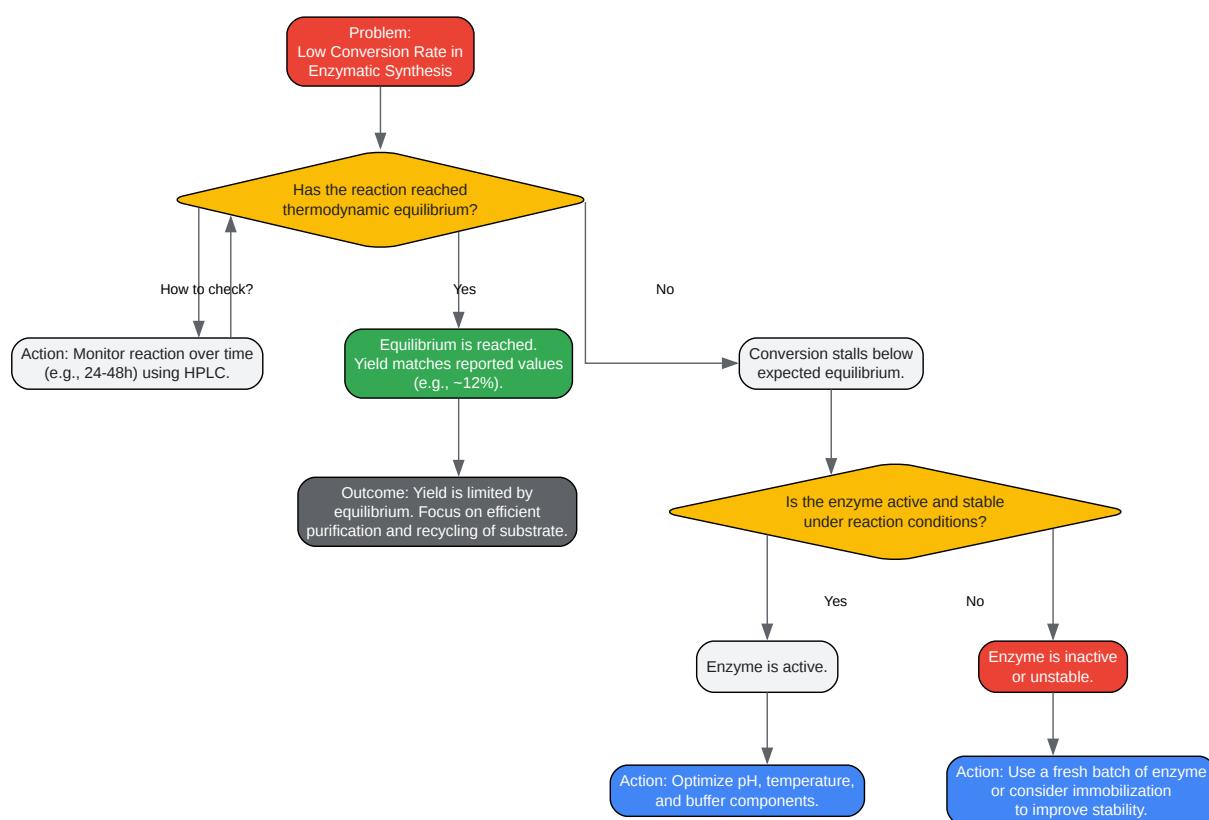 Problem:
Low Conversion Rate in
Enzymatic Synthesis
Has the reaction reached
thermodynamic equilibrium?
How to check?
Yes
No
Action: Monitor reaction over time
(e.g., 24-48h) using HPLC.
Equilibrium is reached.
Yield matches reported values
(e.g., ~12%).
Conversion stalls below
expected equilibrium.
Outcome: Yield is limited by
equilibrium. Focus on efficient
purification and recycling of substrate.
Is the enzyme active and stable
under reaction conditions?
Yes
No
Enzyme is active.
Enzyme is inactive
or unstable.
Action: Optimize pH, temperature,
and buffer components.
Action: Use a fresh batch of enzyme
or consider immobilization
to improve stability.